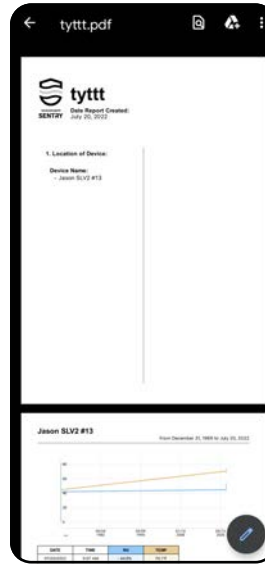 tyttt.pdf
tyttt
SENTRY
Date Report Created:
July 20, 2022
1. Location of Device:
Device Name:
- Jason SLV2 #13
Jason SLV2 #13
From December 31, 1969 to July 20, 2022
DATE TIME RH TEMP